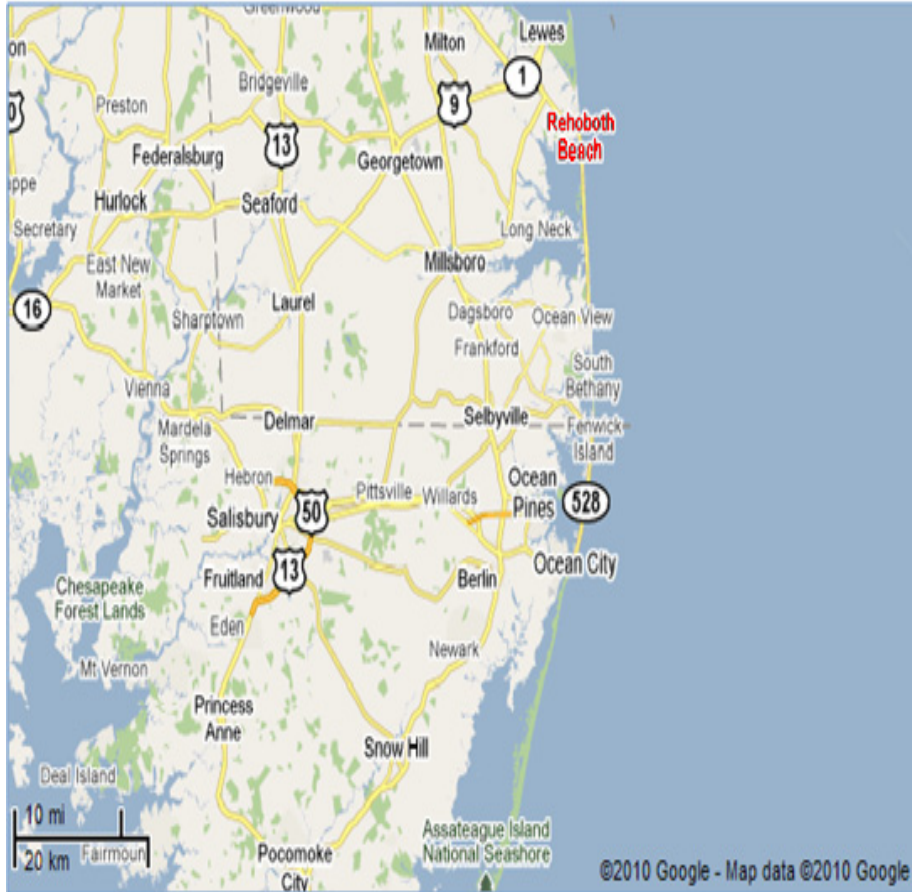 Greenwood
Lewes
Milton
1
on
Bridgeville
9
Preston
Rehoboth
Beach
13
Federalsburg
Georgetown
Hurlock
Seaford
Secretary
Long Neck
East New
Market
Millsboro
16
Laurel
Sharptown
Dagsboro
Ocean View
Frankford
South
Bethany
Vienna
Delmar
Selbyville
Mardela
Springs
Fenwick
Island
Hebron
Ocean
Pines
Pittsville
Willards
528
50
Salisbury
13
Fruitland
Berlin
Ocean City
Chesapeake
Forest Lands
Eden
Newark
Mt Vernon
Princess
Anne
Snow Hill
Deal Island
10 mi
20 km
Fairmoun
Pocomoke
City
Assateague Island
National Seashore
©2010 Google - Map data ©2010 Google